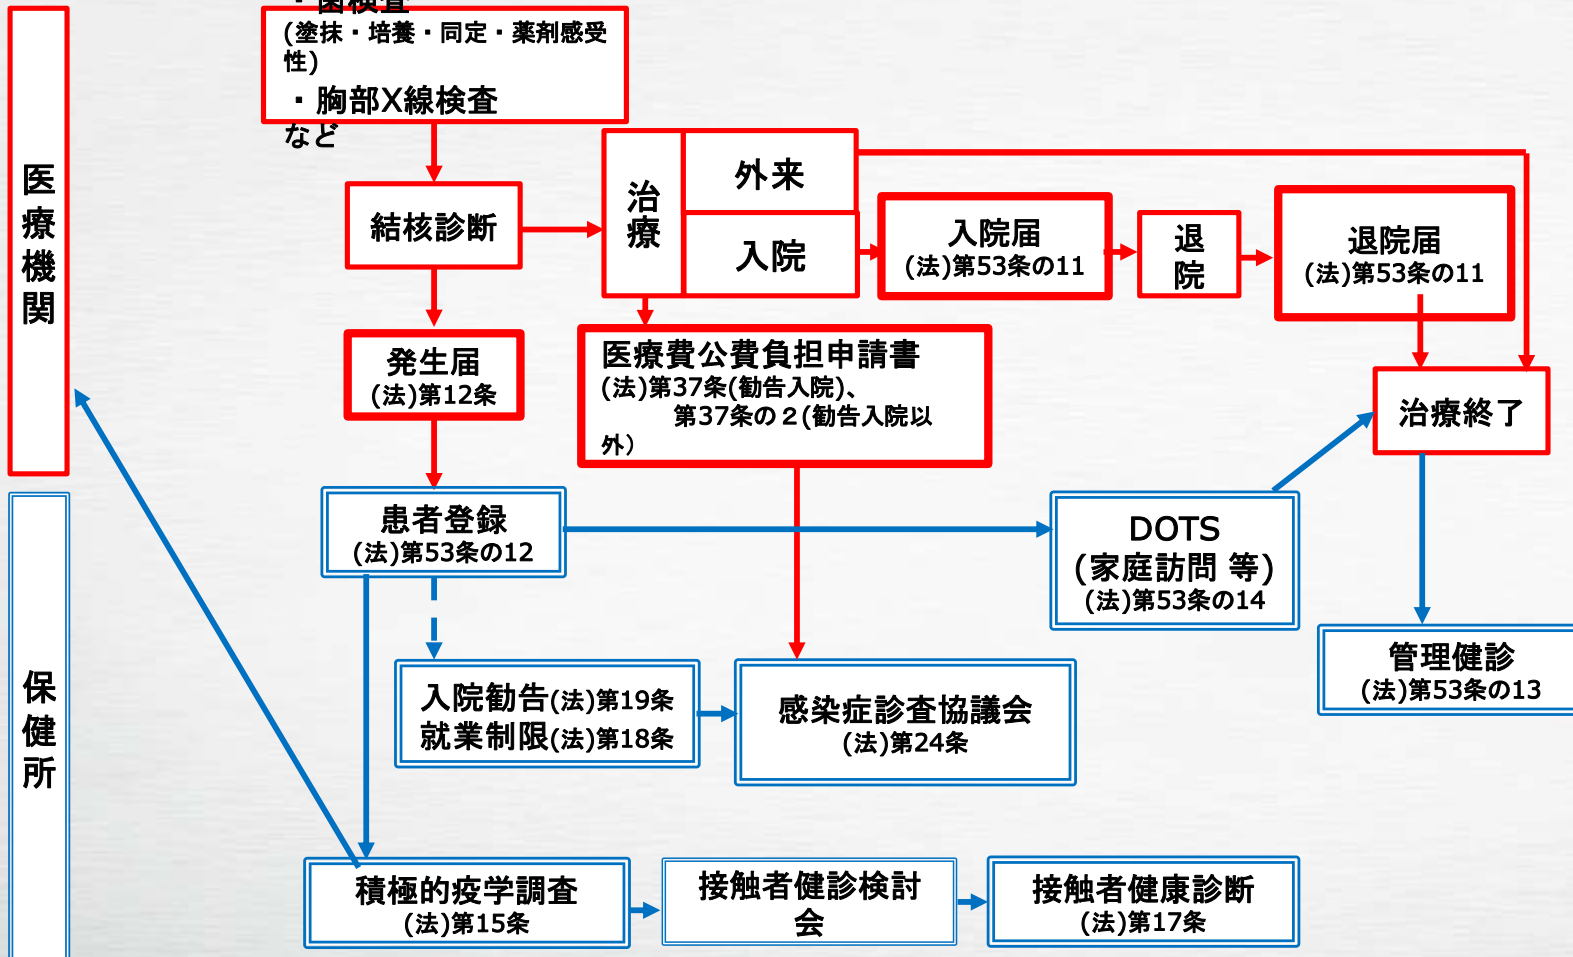 医療機関
・菌検査
(塗抹・培養・同定・薬剤感受
性)
・胸部X線検査
など
結核診断
治療
外来
入院
入院届
(法)第53条の11
退院
退院届
(法)第53条の11
発生届
(法)第12条
医療費公費負担申請書
(法)第37条(勧告入院)、
第37条の２(勧告入院以
外)
治療終了
保健所
患者登録
(法)第53条の12
DOTS
(家庭訪問 等)
(法)第53条の14
管理健診
(法)第53条の13
入院勧告(法)第19条
就業制限(法)第18条
感染症診査協議会
(法)第24条
積極的疫学調査
(法)第15条
接触者健診検討
会
接触者健康診断
(法)第17条